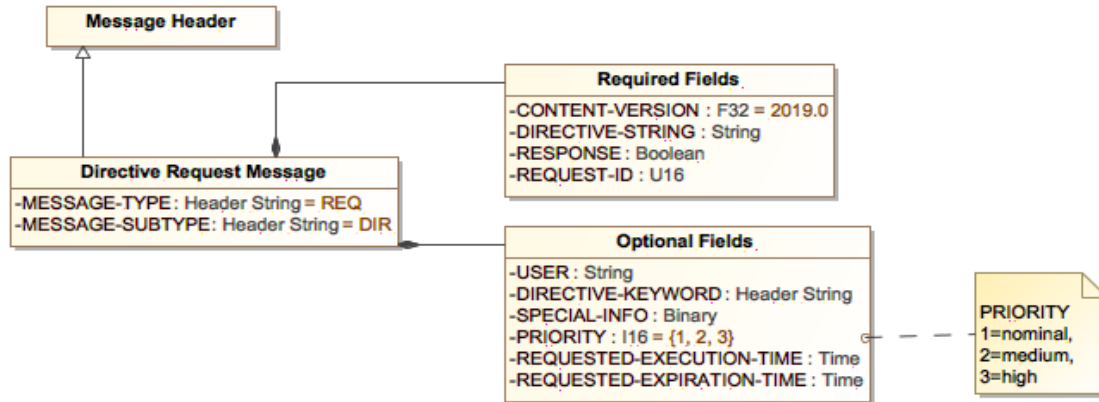 Message Header
Required Fields
-CONTENT-VERSION : F32 = 2019.0
-DIRECTIVE-STRING : String
-RESPONSE : Boolean
-REQUEST-ID : U16
Directive Request Message
-MESSAGE-TYPE : Header String = REQ
-MESSAGE-SUBTYPE : Header String = DIR
Optional Fields
-USER : String
-DIRECTIVE-KEYWORD : Header String
-SPECIAL-INFO : Binary
-PRIORITY : I16 = {1, 2, 3}
-REQUESTED-EXECUTION-TIME : Time
-REQUESTED-EXPIRATION-TIME : Time
PRIORITY
1=nominal,
2=medium,
3=high